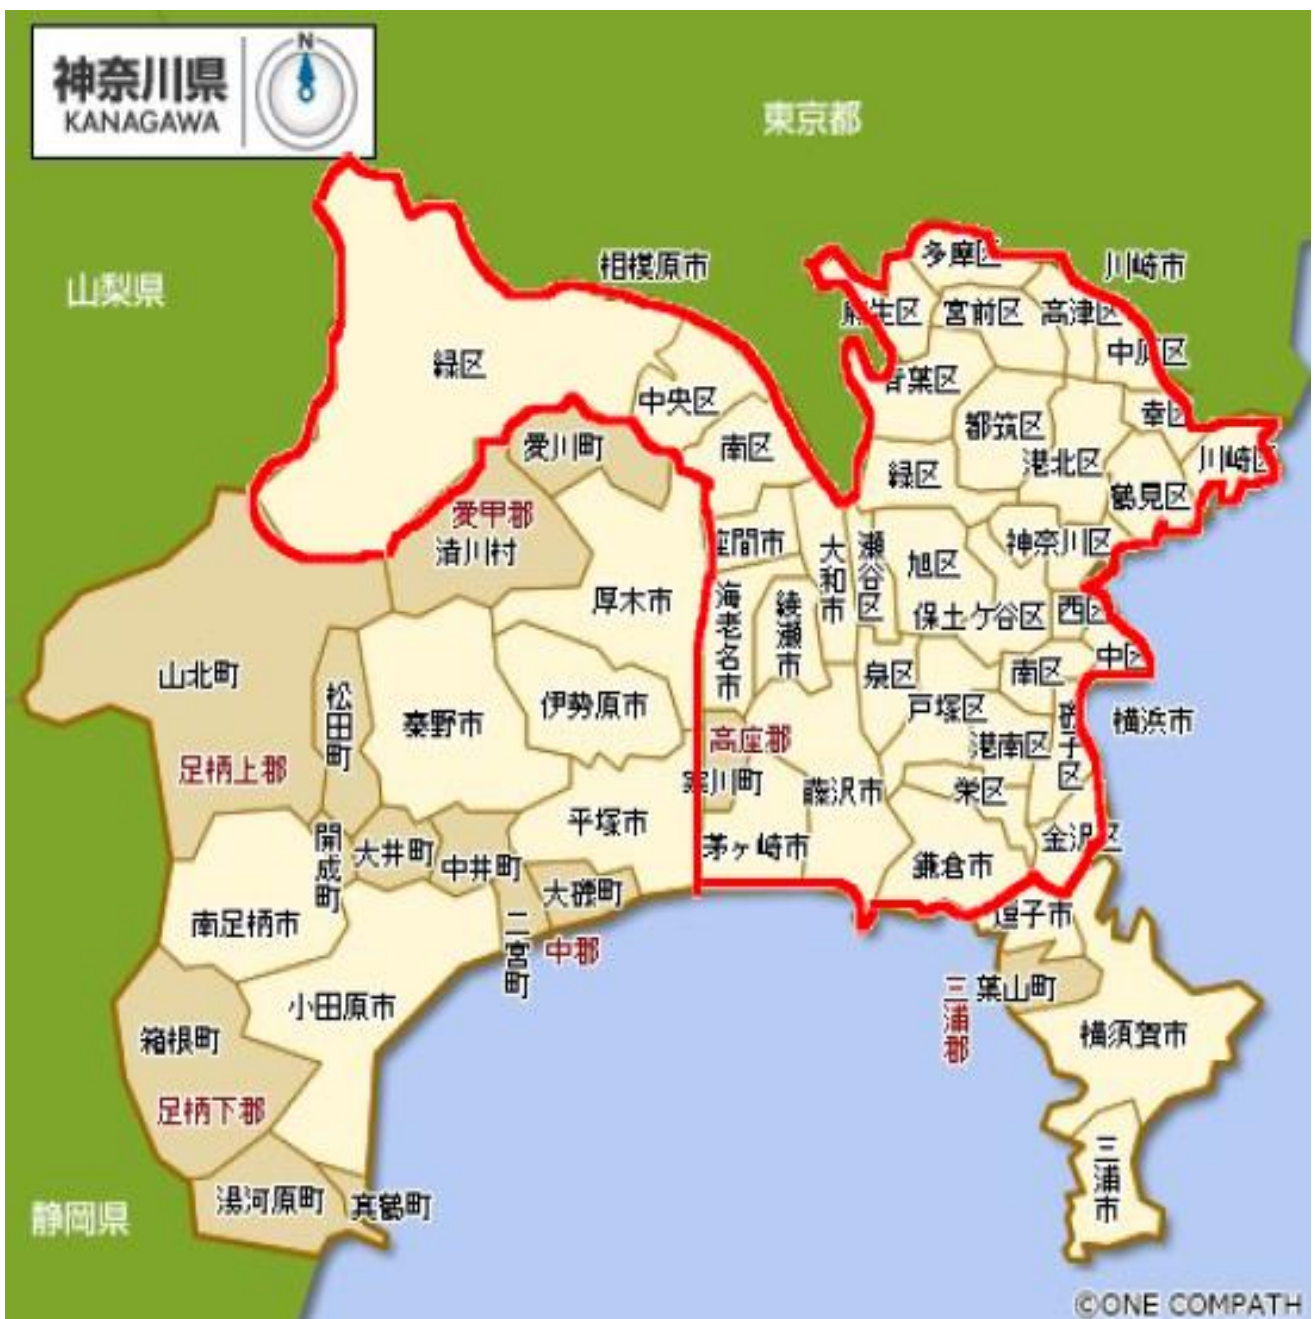 神奈川県
KANAGAWA
N
東京都
山梨県
相模原市
多摩区
川崎市
麻生区
宮前区
高津区
中原区
緑区
青葉区
中央区
幸区
都筑区
南区
愛川町
緑区
港北区
川崎区
鶴見区
愛甲郡
清川村
座間市
大和市
瀬谷区
旭区
神奈川区
厚木市
海老名市
綾瀬市
保土ケ谷区
西区
中区
山北町
松田町
秦野市
伊勢原市
泉区
南区
戸塚区
磯子区
横浜市
足柄上郡
高座郡
港南区
寒川町
藤沢市
栄区
平塚市
開成町
大井町
中井町
茅ヶ崎市
鎌倉市
金沢区
大磯町
南足柄市
二宮町
中郡
逗子市
小田原市
三浦郡
葉山町
箱根町
横須賀市
足柄下郡
三浦市
湯河原町
真鶴町
静岡県
©ONE COMPATH